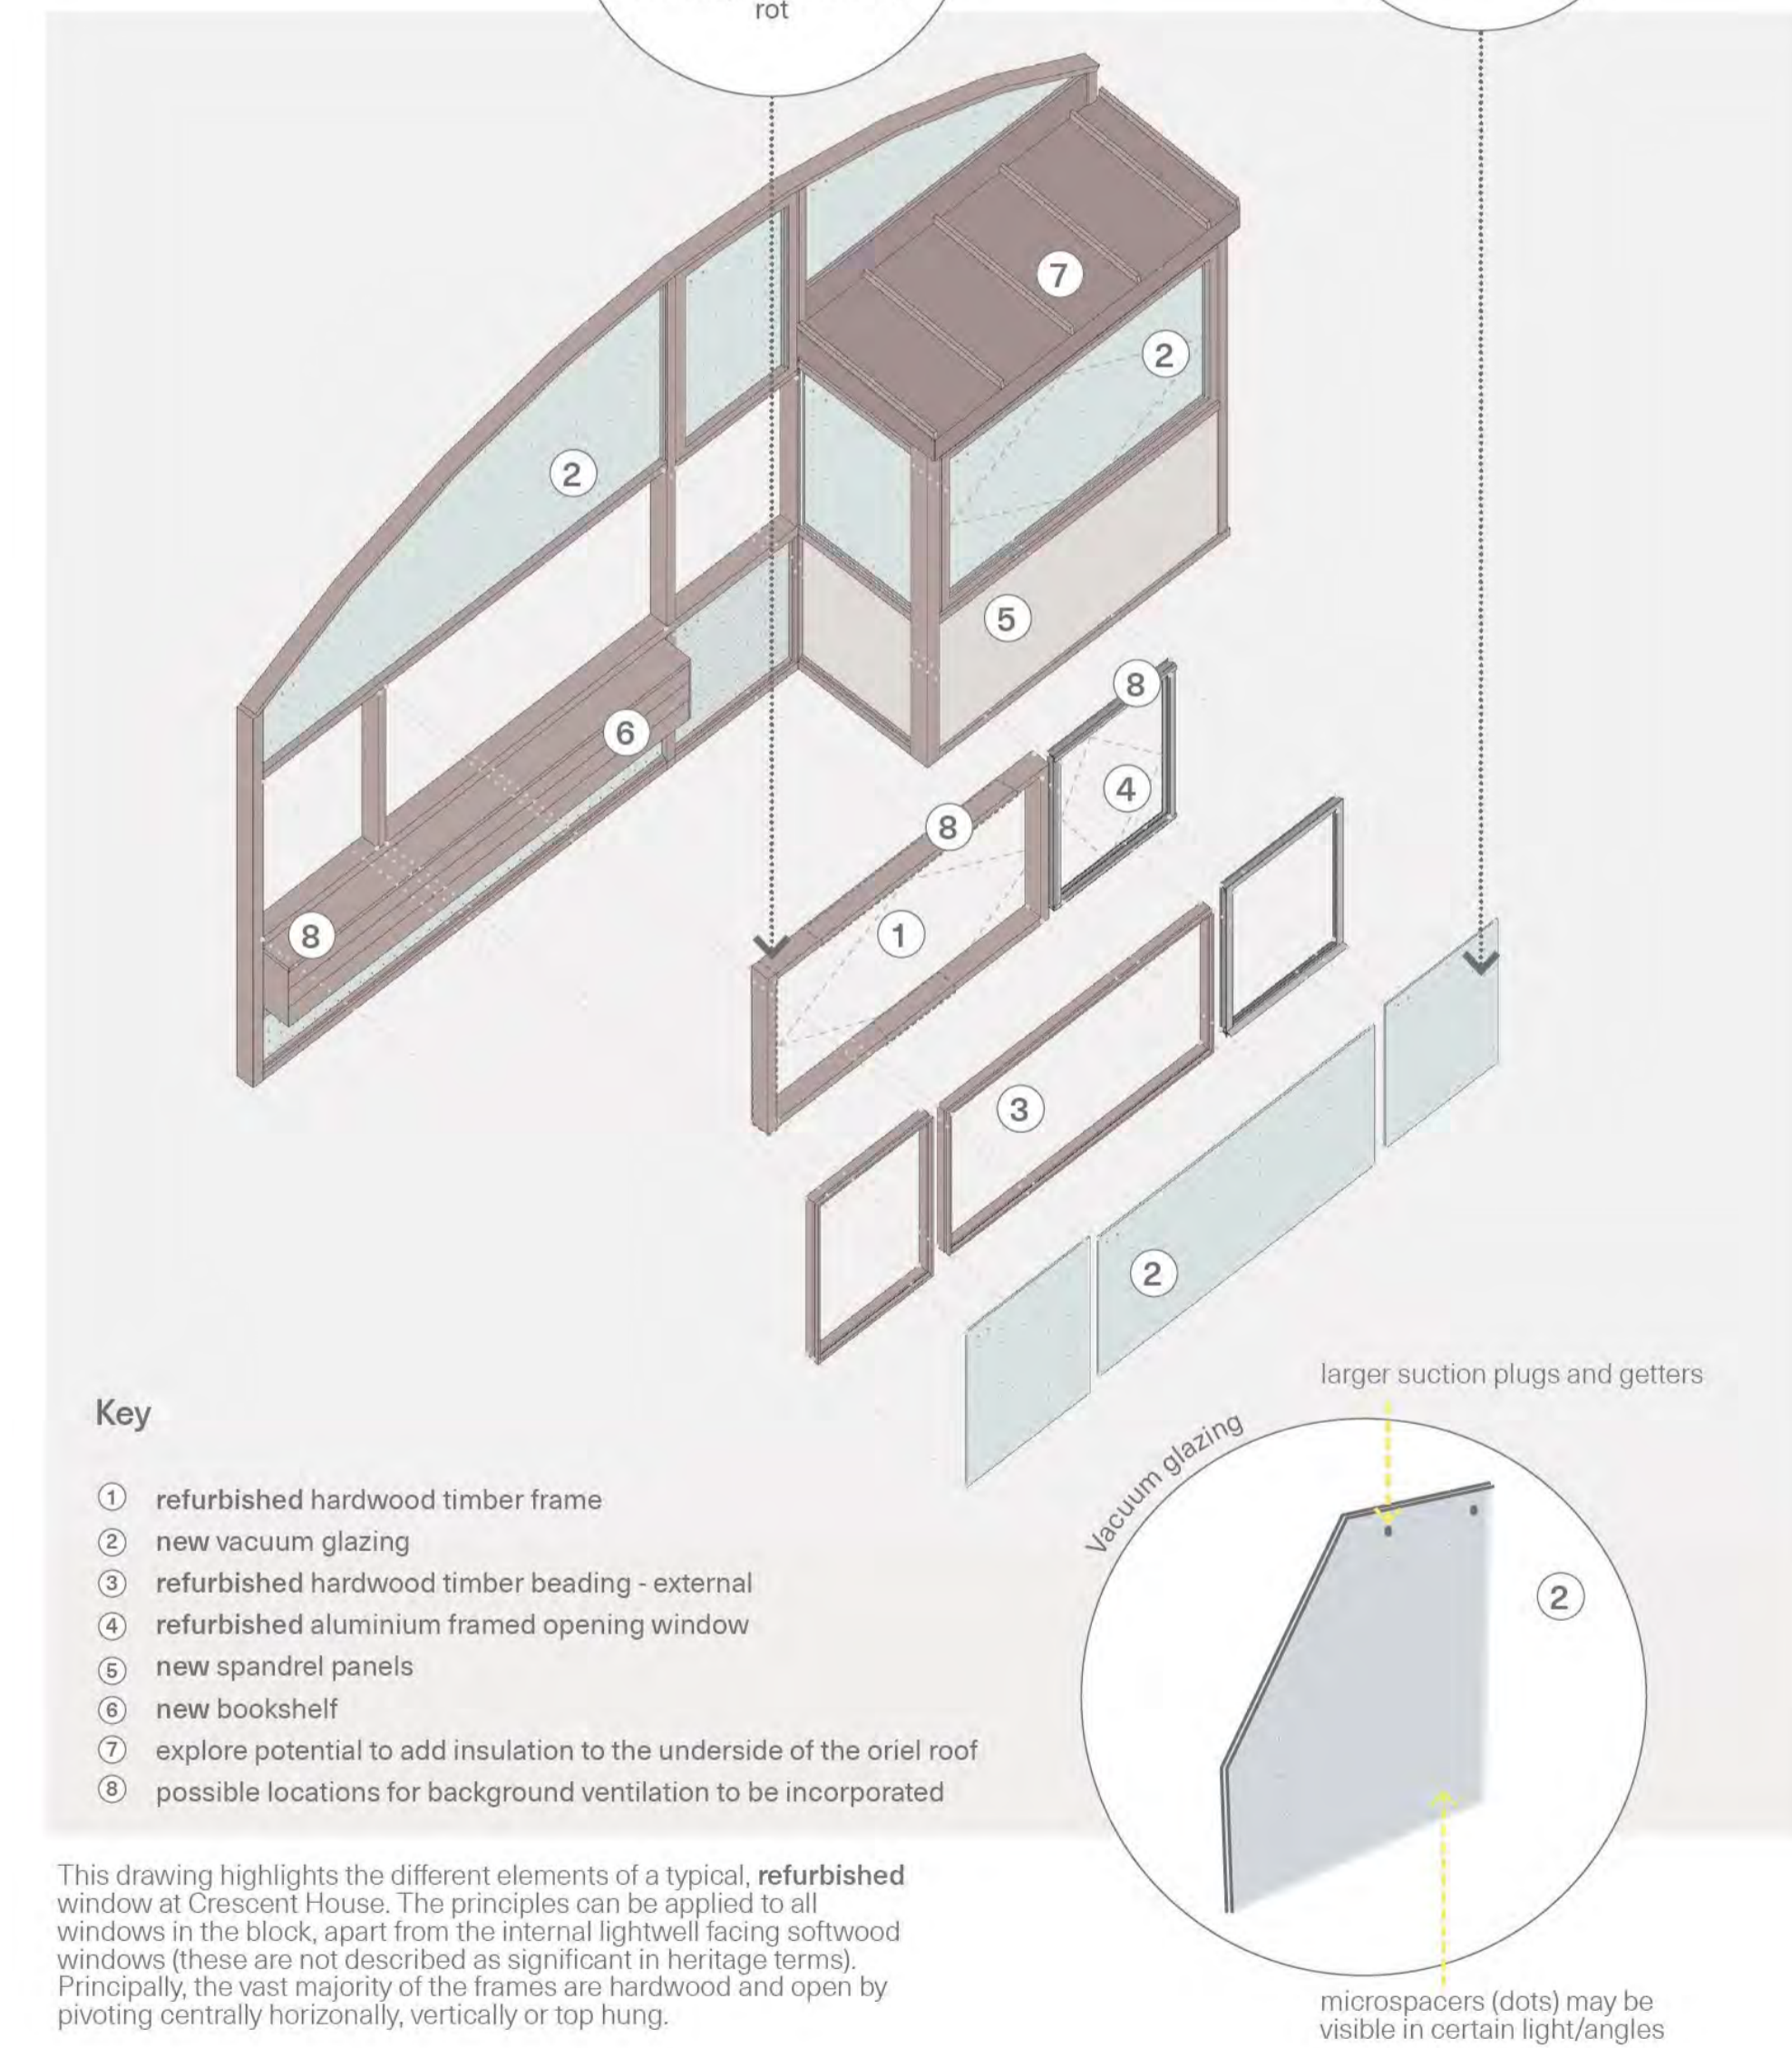 rot
7
2
2
5
6
8
8
4
8
1
3
2
larger suction plugs and getters
Vacuum glazing
2
microspacers (dots) may be
visible in certain light/angles
Key
1 refurbished hardwood timber frame
2 new vacuum glazing
3 refurbished hardwood timber beading - external
4 refurbished aluminium framed opening window
5 new spandrel panels
6 new bookshelf
7 explore potential to add insulation to the underside of the oriel roof
8 possible locations for background ventilation to be incorporated
This drawing highlights the different elements of a typical, refurbished
window at Crescent House. The principles can be applied to all
windows in the block, apart from the internal lightwell facing softwood
windows (these are not described as significant in heritage terms).
Principally, the vast majority of the frames are hardwood and open by
pivoting centrally horizonally, vertically or top hung.